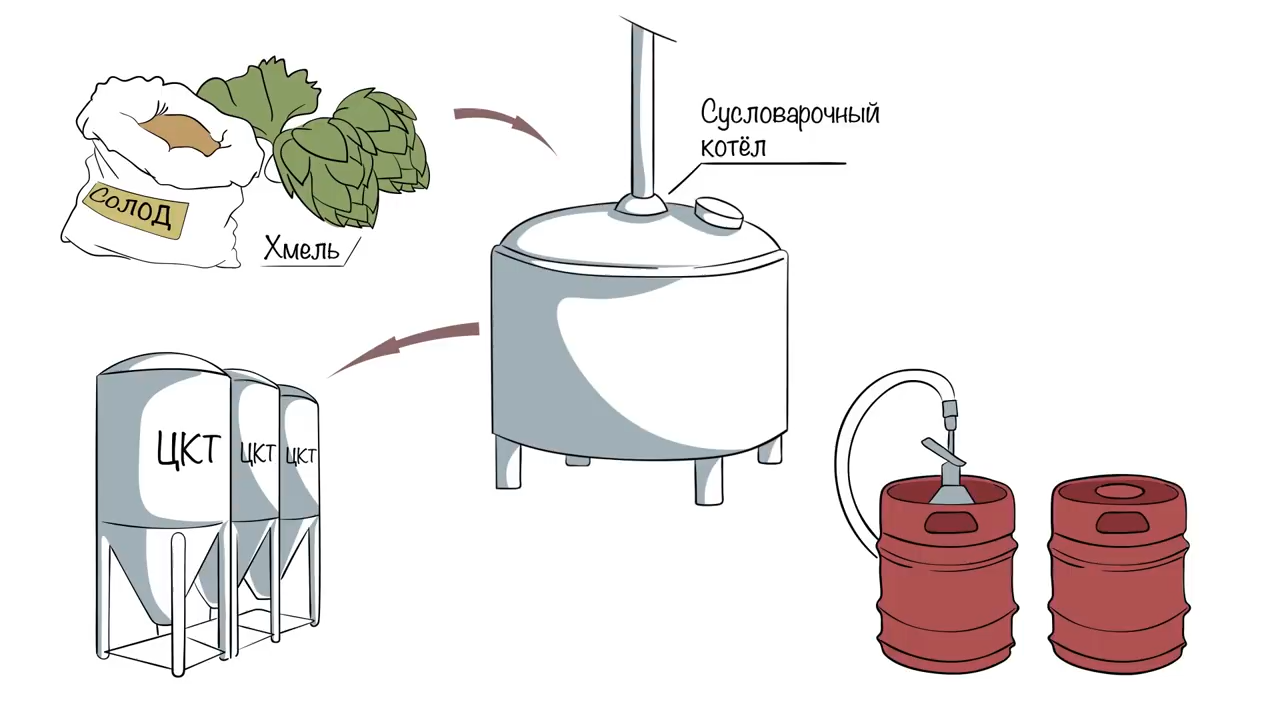 Солод
Хмель
Сусловарочный
котёл
ЦКТ
ЦКТ
ЦКТ